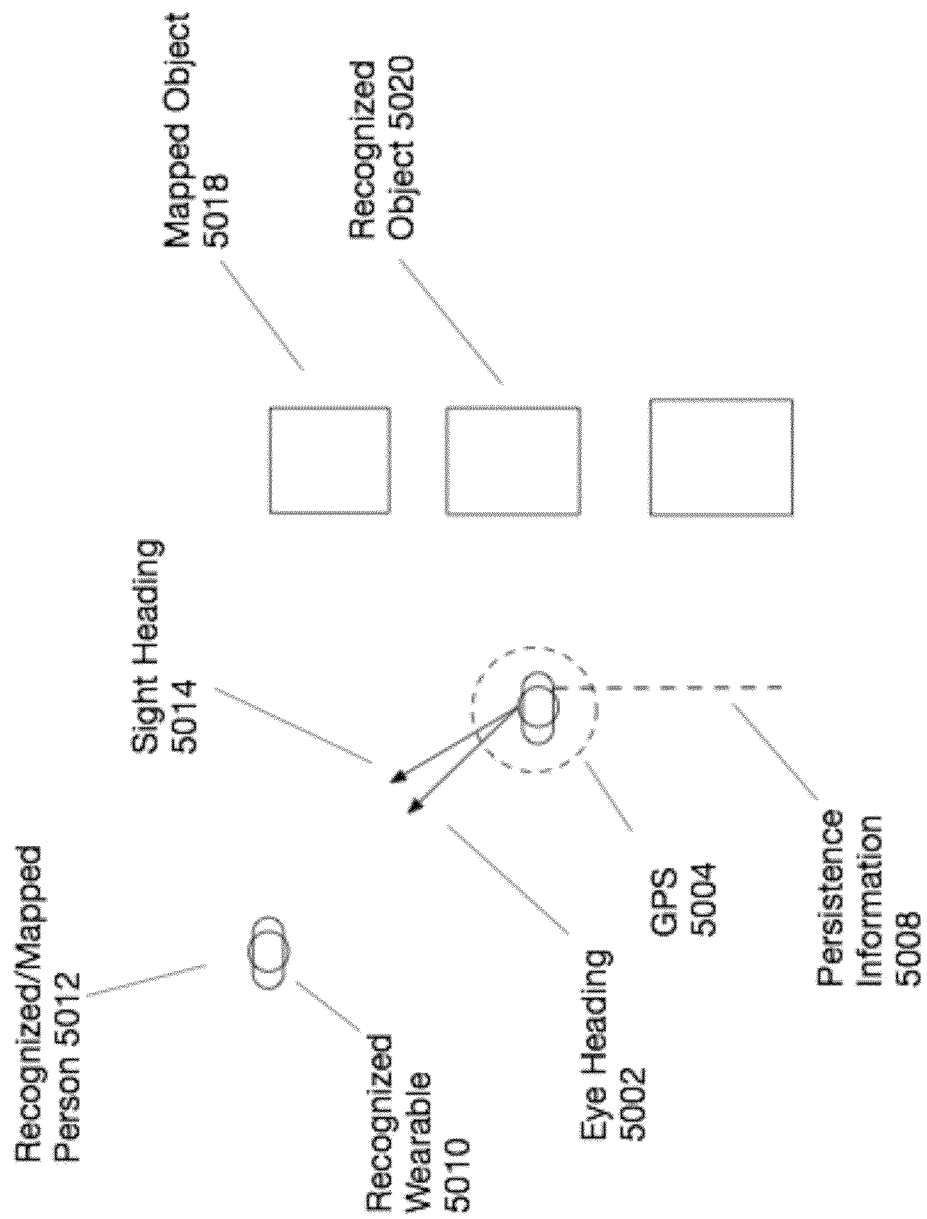 Recognized/Mapped
Person 5012
Recognized
Wearable
5010
Sight Heading
5014
Eye Heading
5002
GPS
5004
Persistence
Information
5008
Mapped Object
5018
Recognized
Object 5020